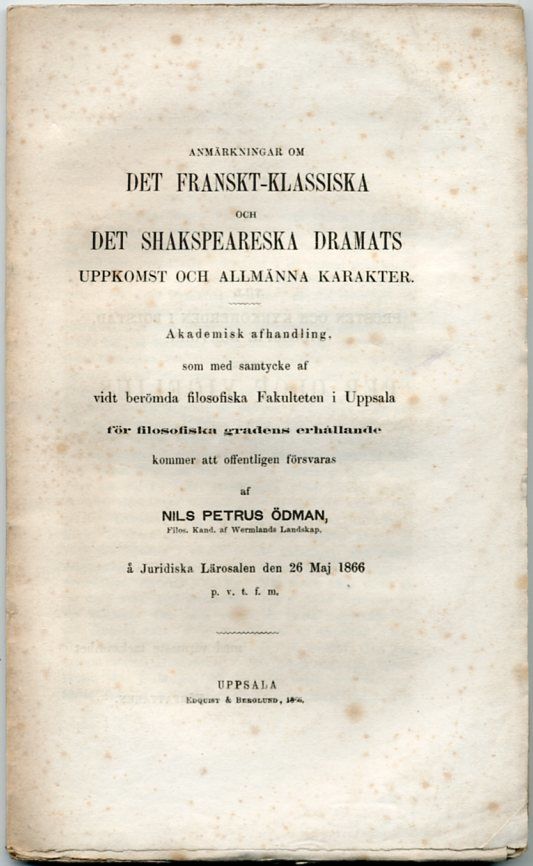 ANMÄRKNINGAR OM
DET FRANSKT-KLASSISKA
OCH
DET SHAKSPEARESKA DRAMATS
UPPKOMST OCH ALLMÄNNA KARAKTER.
Akademisk afhandling,
som med samtycke af
vidt berömda filosofiska Fakulteten i Uppsala
för filosofiska gradens erhållande
kommer att offentligen försvaras
af
NILS PETRUS ÖDMAN,
Filos. Kand. af Wermlands Landskap,
å Juridiska Lärosalen den 26 Maj 1866
p. v. t. f. m.
UPPSALA
EDQUIST & BERGLUND, 1866.